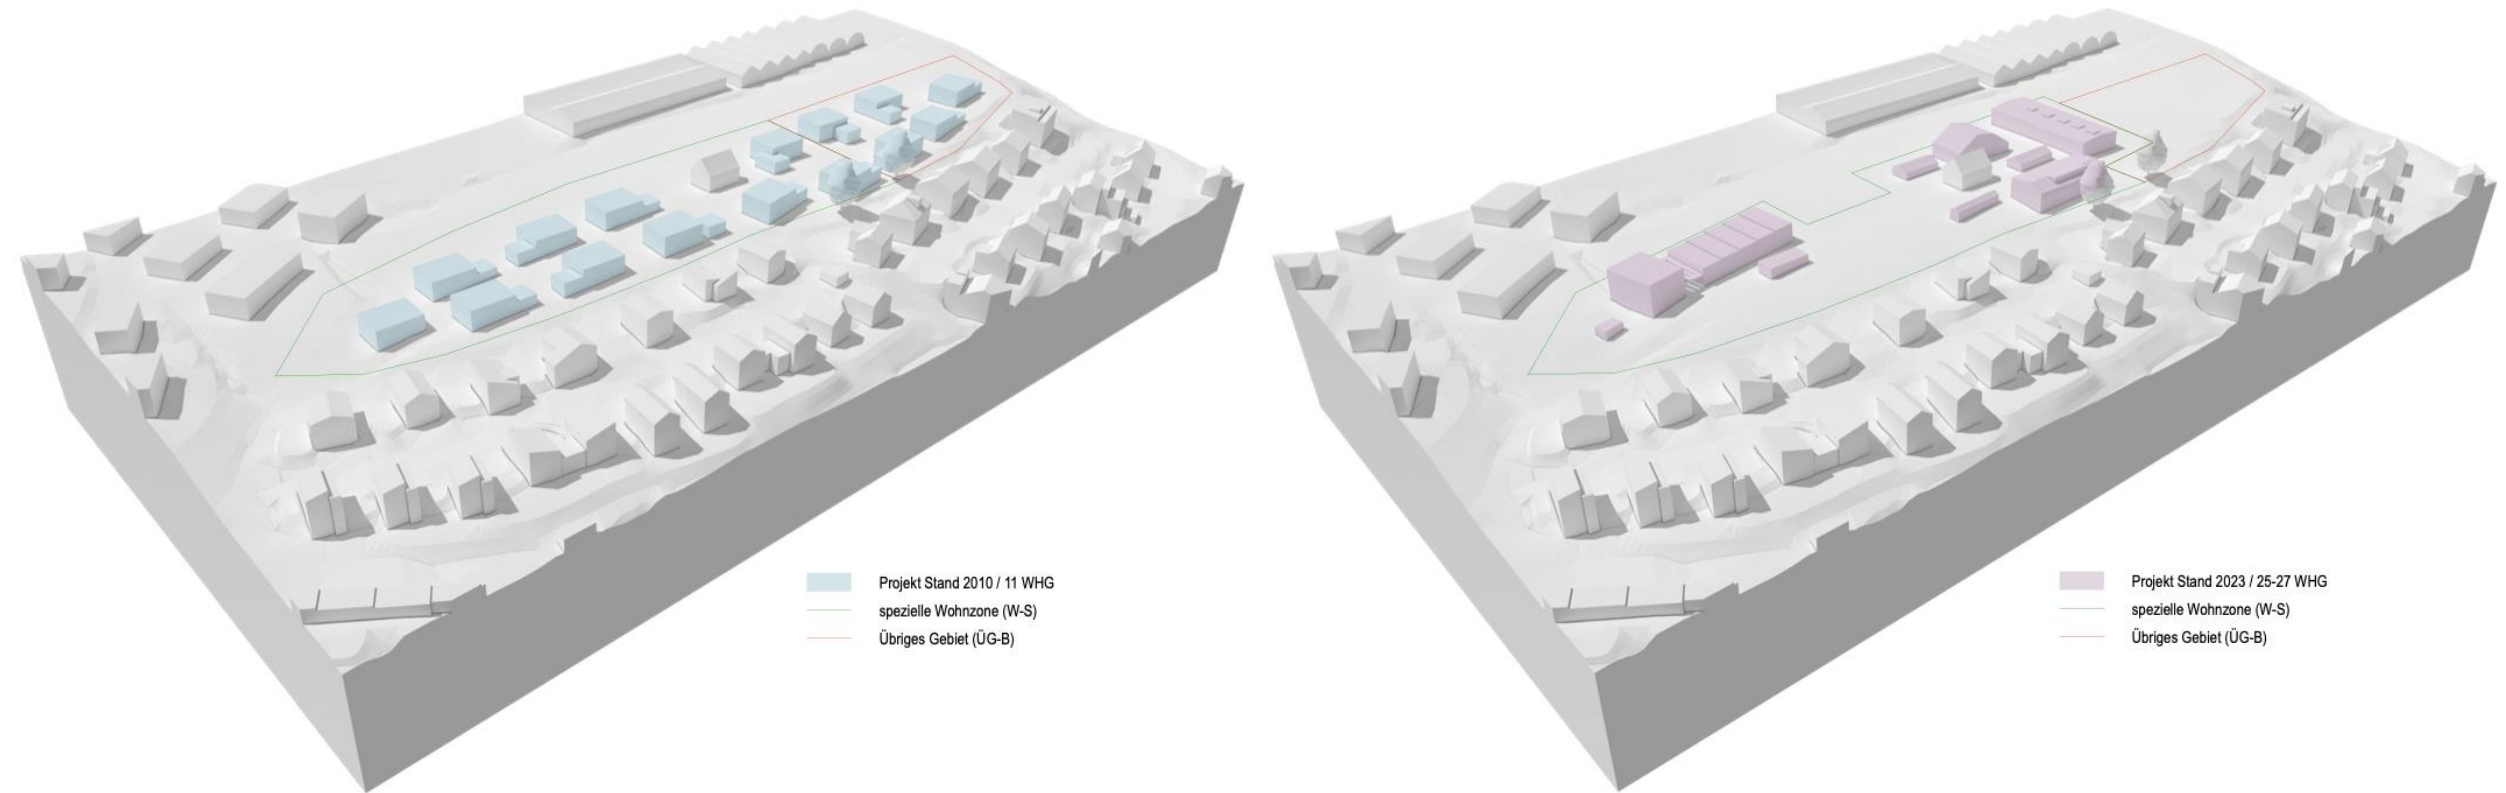 Projekt Stand 2010 / 11 WHG
spezielle Wohnzone (W-S)
Übriges Gebiet (ÜG-B)
Projekt Stand 2023 / 25-27 WHG
spezielle Wohnzone (W-S)
Übriges Gebiet (ÜG-B)